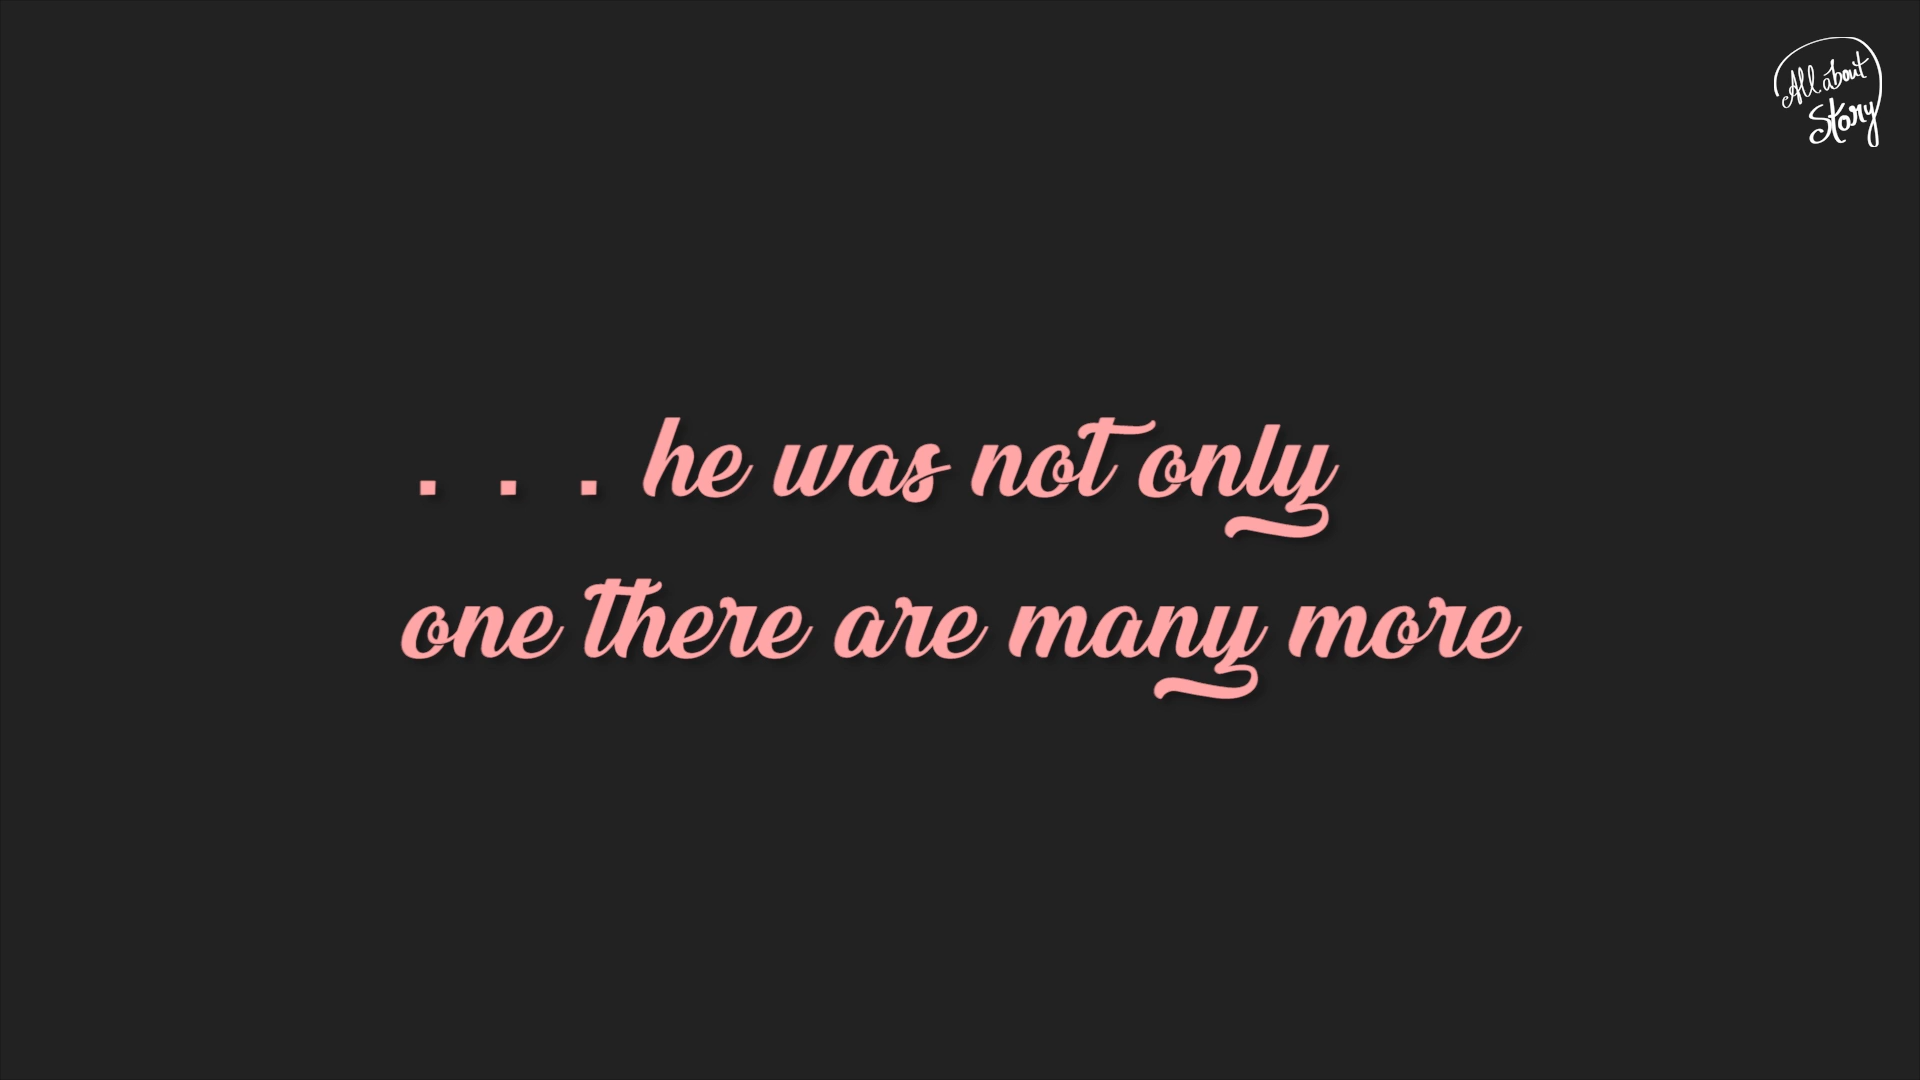 All about
Story
. . . he was not only
one there are many more